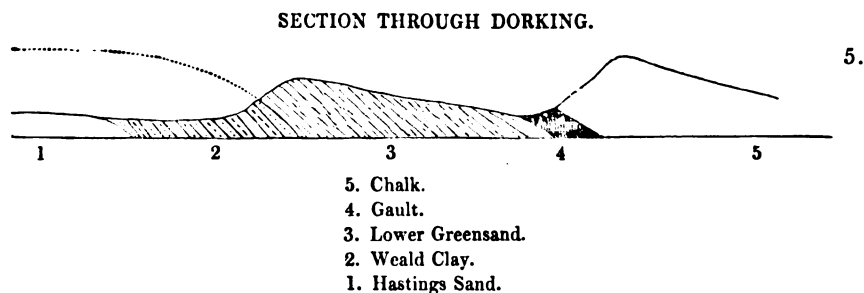 SECTION THROUGH DORKING.
5.
1 2 3 4 5
5. Chalk.
4. Gault.
3. Lower Greensand.
2. Weald Clay.
1. Hastings Sand.